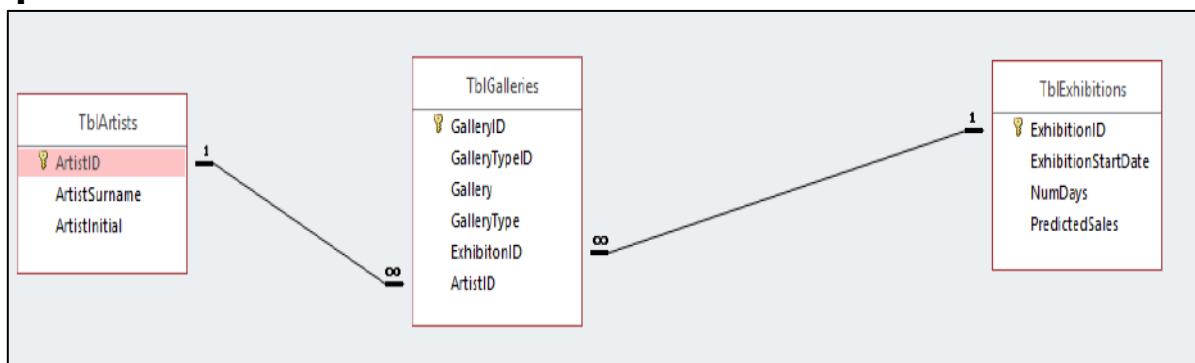 TblArtists
ArtistID
ArtistSurname
ArtistInitial
1
∞
TblGalleries
GalleryID
GalleryTypeID
Gallery
GalleryType
ExhibitonID
ArtistID
∞
1
TblExhibitions
ExhibitionID
ExhibitionStartDate
NumDays
PredictedSales